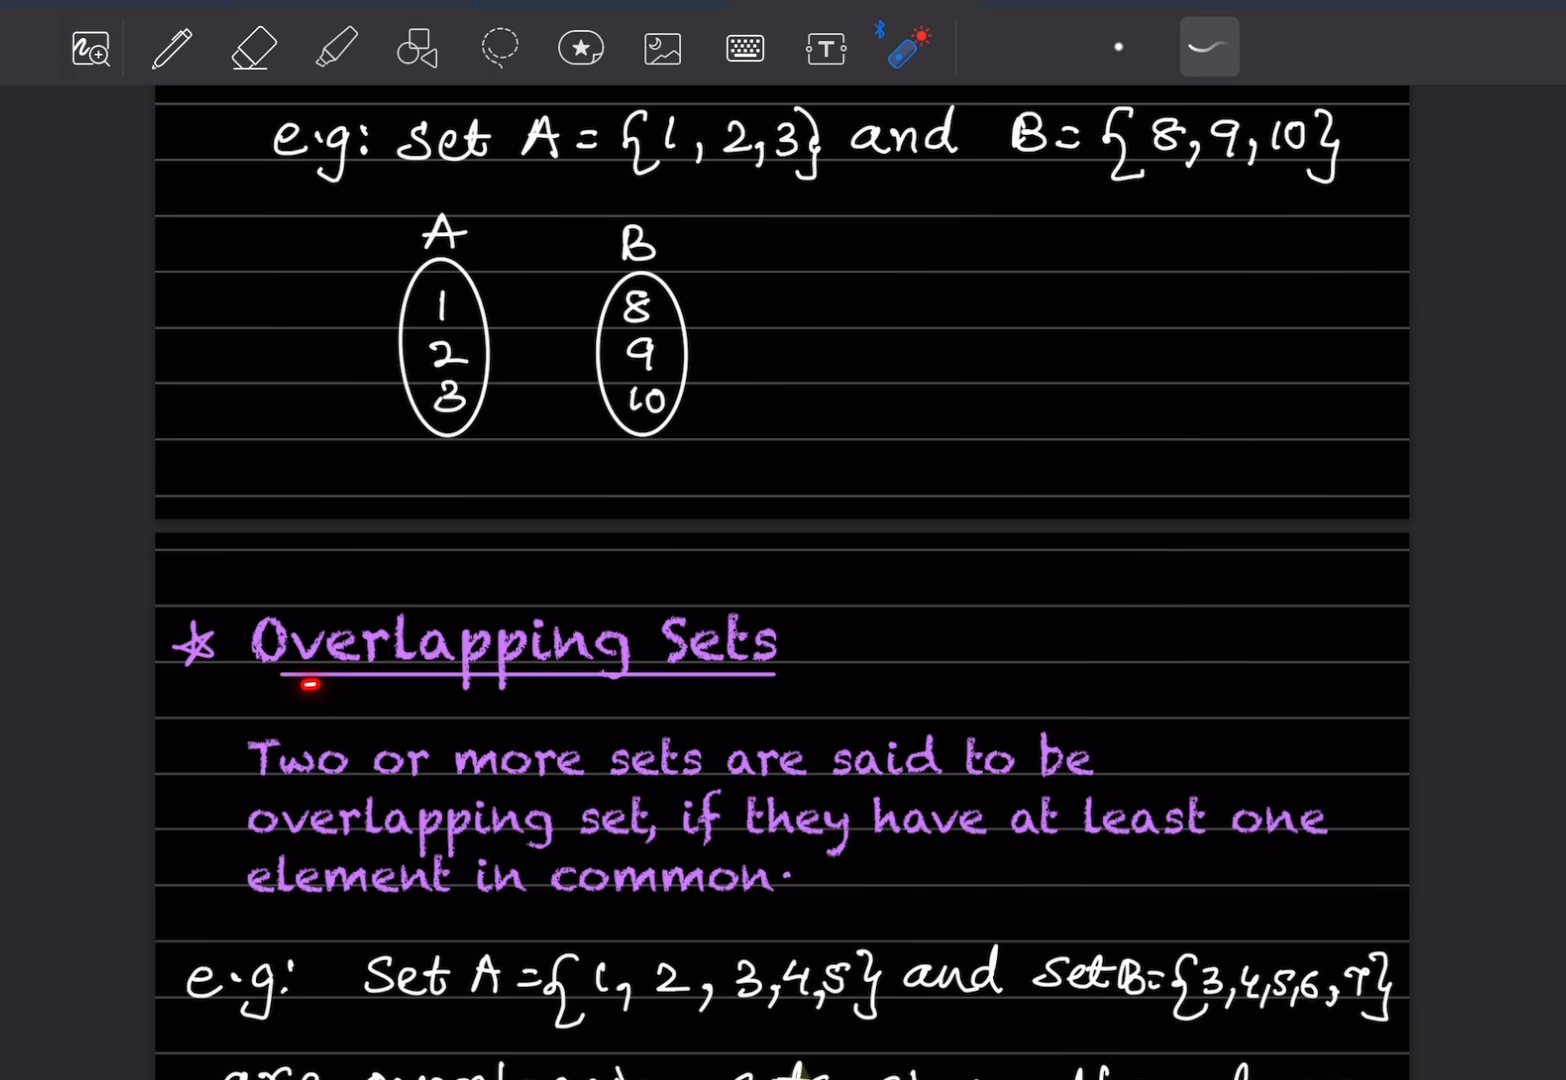 e.g: set A = {1, 2, 3} and B = {8, 9, 10}
A B
1 8
2 9
3 10
* Overlapping Sets
Two or more sets are said to be
overlapping set, if they have at least one
element in common.
e.g: Set A = {1, 2, 3, 4, 5} and Set B = {3, 4, 5, 6, 7}
are